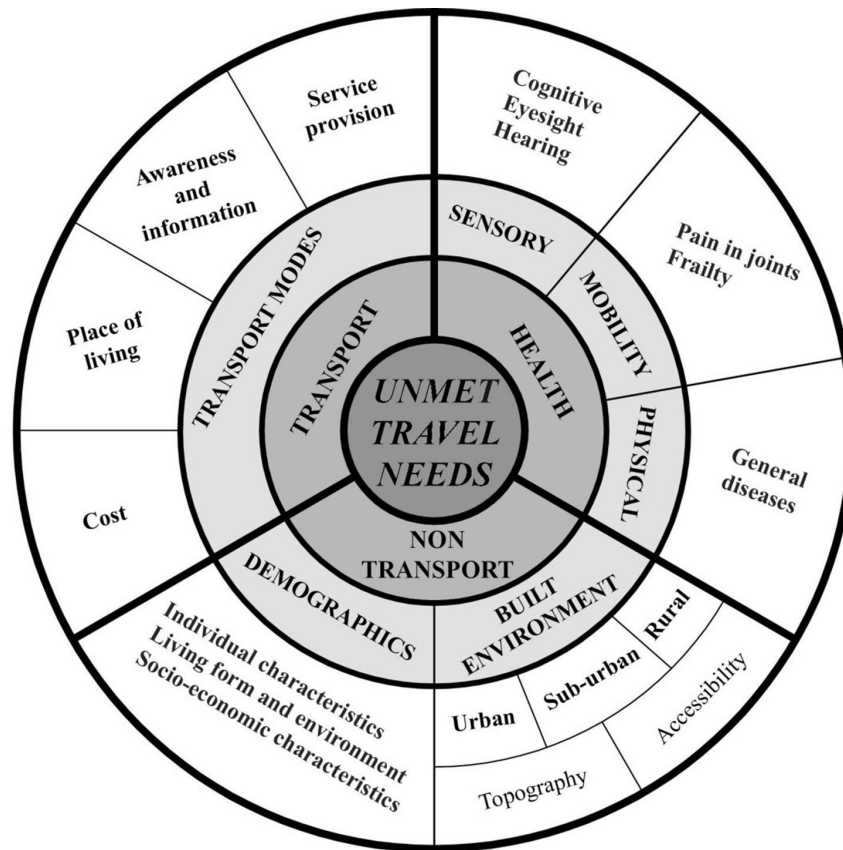 UNMET
TRAVEL
NEEDS
TRANSPORT
TRANSPORT MODES
Service
provision
Awareness
and
information
Place of
living
Cost
HEALTH
SENSORY
Cognitive
Eyesight
Hearing
MOBILITY
Pain in joints
Frailty
PHYSICAL
General
diseases
NON
TRANSPORT
DEMOGRAPHICS
Individual characteristics
Living form and environment
Socio-economic characteristics
BUILT
ENVIRONMENT
Urban
Sub-urban
Rural
Topography
Accessibility